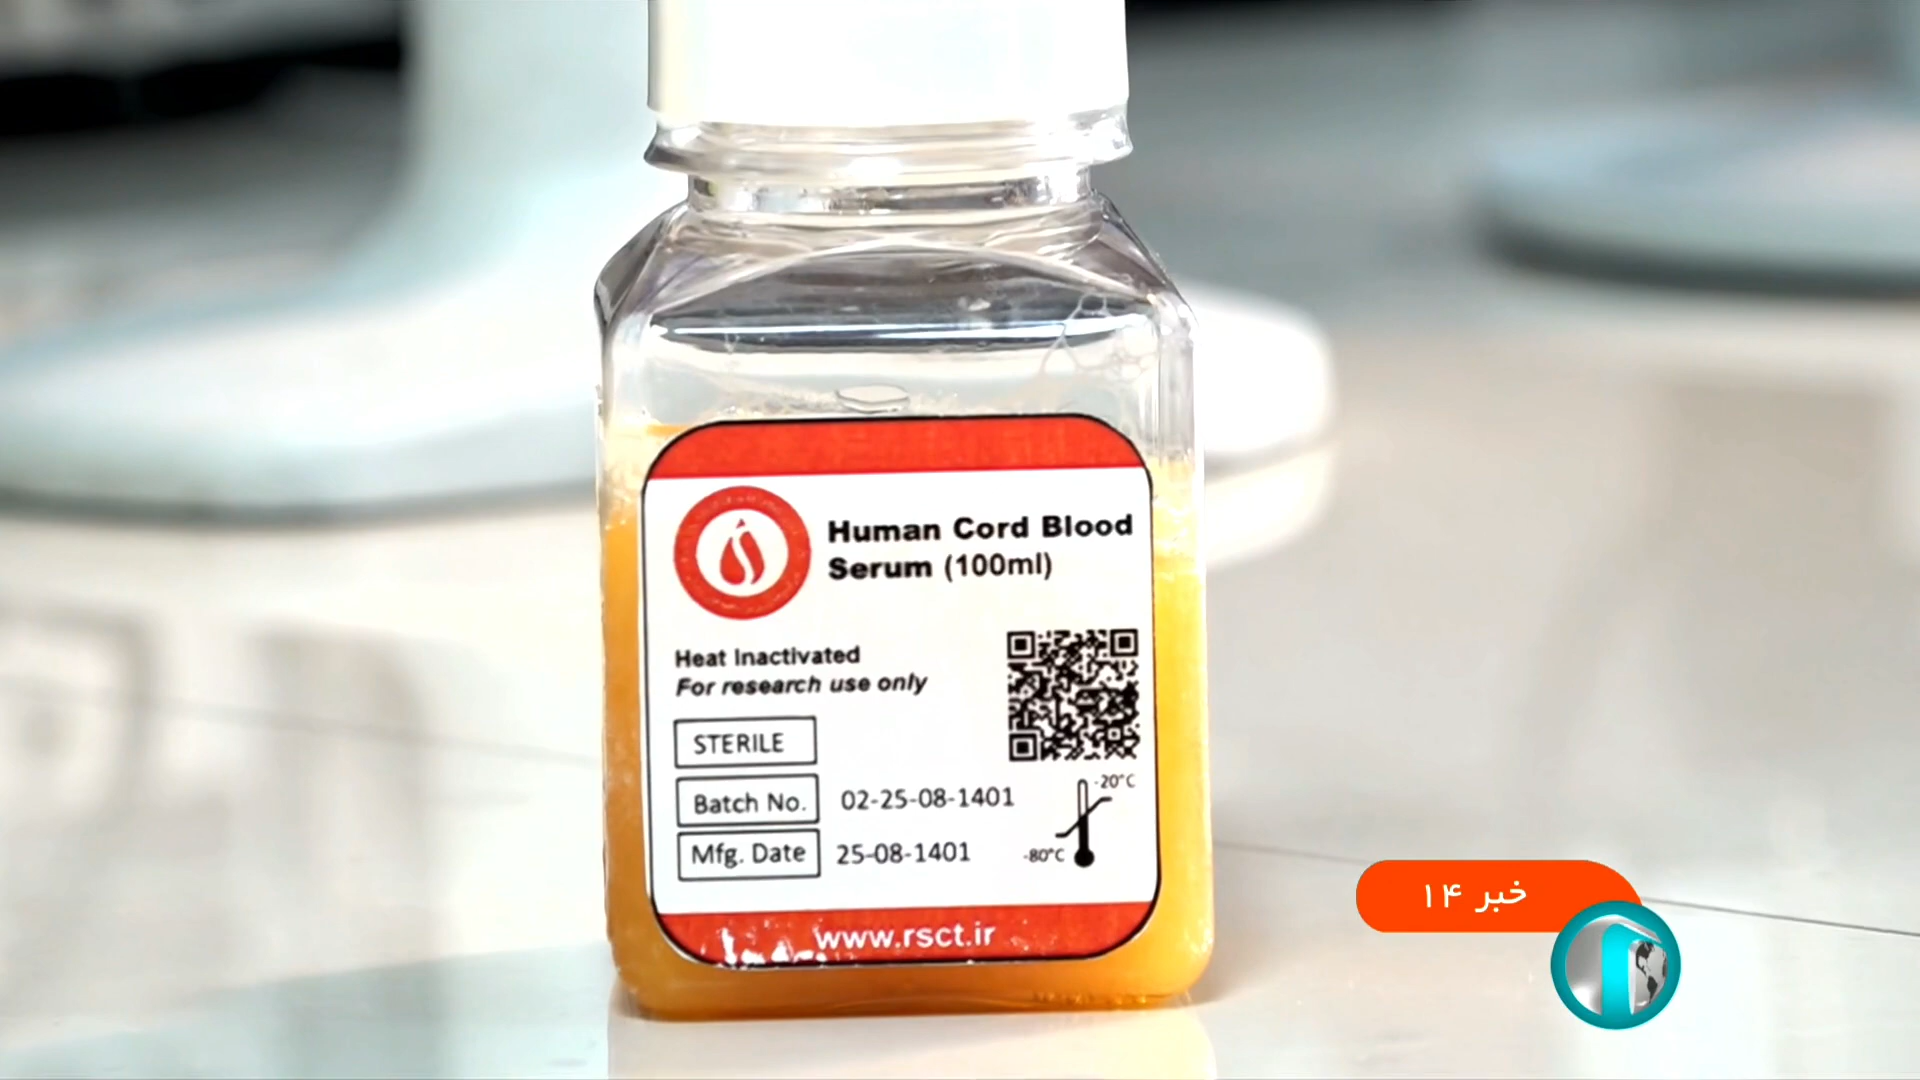 Human Cord Blood
Serum (100ml)
Heat Inactivated
For research use only
STERILE
Batch No. 02-25-08-1401
Mfg. Date 25-08-1401
-20°C
-80°C
www.rsct.ir
خبر ۱۴